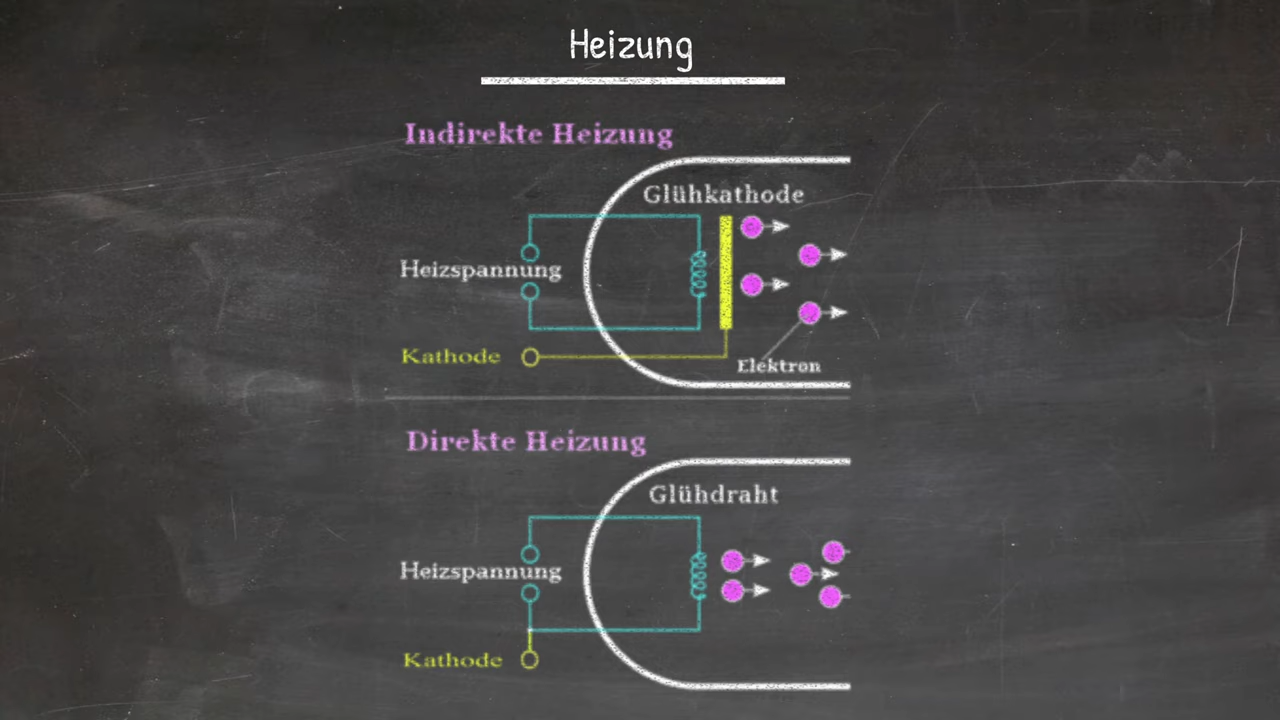 Heizung
Indirekte Heizung
Glühkathode
Heizspannung
Kathode
Elektron
Direkte Heizung
Glühdraht
Heizspannung
Kathode